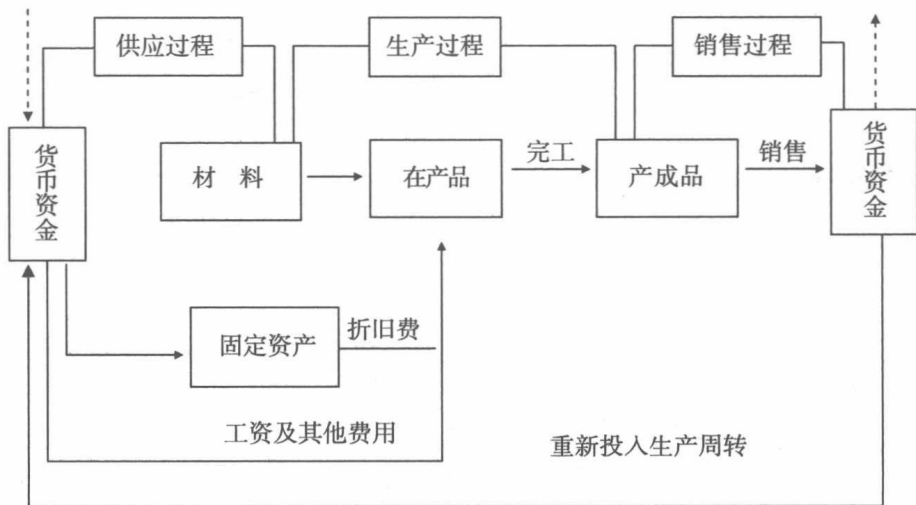 供应过程
生产过程
销售过程
货币资金
材 料
在产品
完工
产成品
销售
货币资金
固定资产
折旧费
工资及其他费用
重新投入生产周转